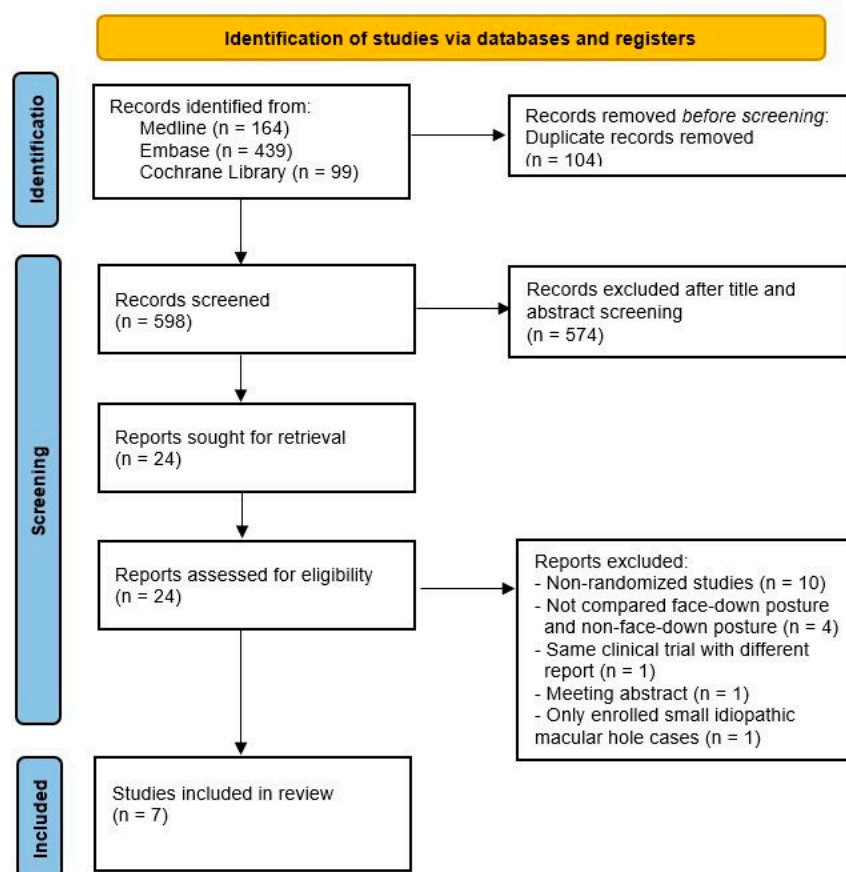 Identification of studies via databases and registers
Identificatio
Records identified from:
Medline (n = 164)
Embase (n = 439)
Cochrane Library (n = 99)
Records removed before screening:
Duplicate records removed
(n = 104)
Screening
Records screened
(n = 598)
Records excluded after title and
abstract screening
(n = 574)
Reports sought for retrieval
(n = 24)
Reports assessed for eligibility
(n = 24)
Reports excluded:
- Non-randomized studies (n = 10)
- Not compared face-down posture
and non-face-down posture (n = 4)
- Same clinical trial with different
report (n = 1)
- Meeting abstract (n = 1)
- Only enrolled small idiopathic
macular hole cases (n = 1)
Included
Studies included in review
(n = 7)